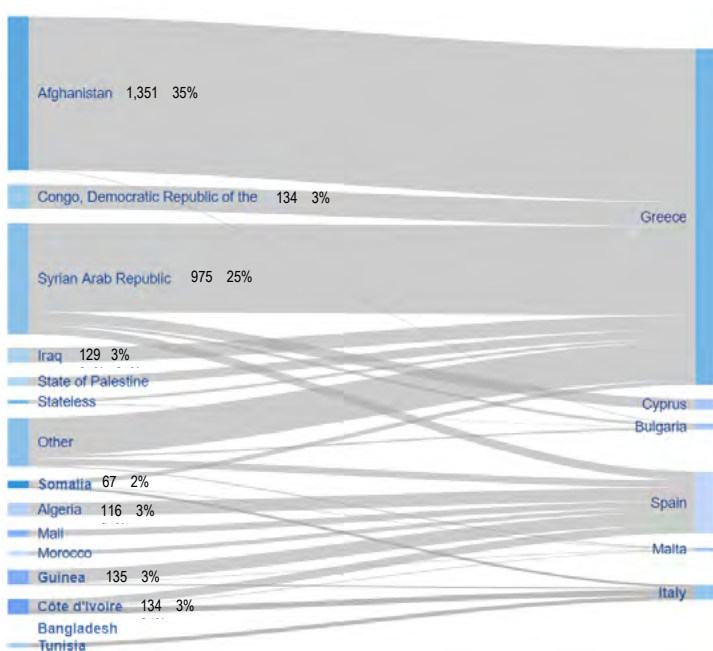 Afghanistan 1,351 35%
Congo, Democratic Republic of the 134 3%
Greece
Syrian Arab Republic 975 25%
Iraq 129 3%
State of Palestine
Stateless
Cyprus
Bulgaria
Other
Somalia 67 2%
Spain
Algeria 116 3%
Mali
Morocco
Malta
Guinea 135 3%
Italy
Côte d'Ivoire 134 3%
Bangladesh
Tunisia